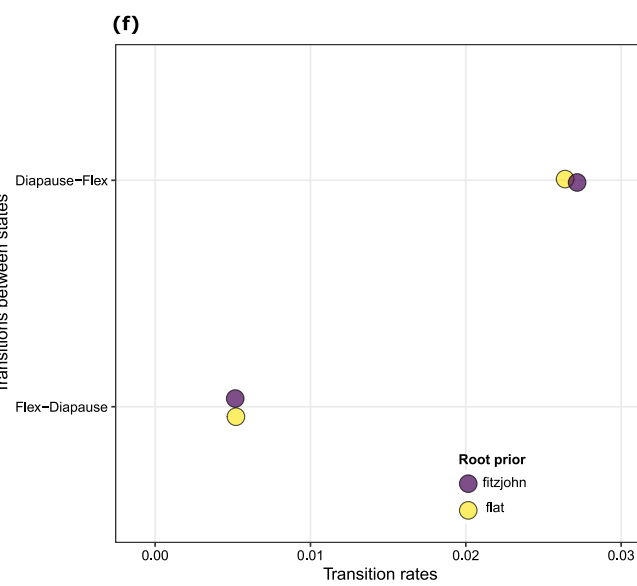 (f)
Diapause−Flex
Transitions between states
Flex−Diapause
Root prior
fitzjohn
flat
0.00 0.01 0.02 0.03
Transition rates